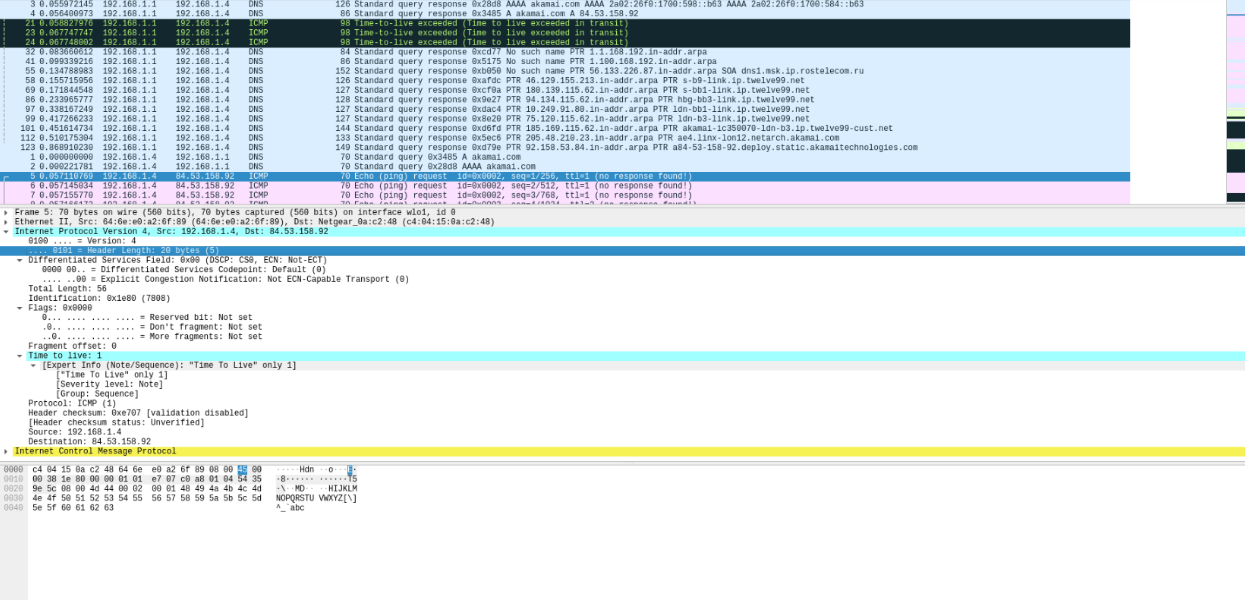 3 0.055972145 192.168.1.1 192.168.1.4 DNS 126 Standard query response 0x28d8 AAAA akamai.com AAAA 2a02:26f0:1700:598::b63 AAAA 2a02:26f0:1700:584::b63
4 0.056400973 192.168.1.1 192.168.1.4 DNS 86 Standard query response 0x3485 A akamai.com A 84.53.158.92
21 0.058827976 192.168.1.1 192.168.1.4 ICMP 98 Time-to-live exceeded (Time to live exceeded in transit)
23 0.067747747 192.168.1.1 192.168.1.4 ICMP 98 Time-to-live exceeded (Time to live exceeded in transit)
24 0.067748002 192.168.1.1 192.168.1.4 ICMP 98 Time-to-live exceeded (Time to live exceeded in transit)
32 0.083660612 192.168.1.1 192.168.1.4 DNS 84 Standard query response 0xcd77 No such name PTR 1.1.168.192.in-addr.arpa
41 0.099339216 192.168.1.1 192.168.1.4 DNS 86 Standard query response 0x5175 No such name PTR 1.100.168.192.in-addr.arpa
55 0.134788983 192.168.1.1 192.168.1.4 DNS 152 Standard query response 0xb050 No such name PTR 56.133.226.87.in-addr.arpa SOA dns1.msk.ip.rostelecom.ru
58 0.155715956 192.168.1.1 192.168.1.4 DNS 126 Standard query response 0xafdc PTR 46.129.155.213.in-addr.arpa PTR s-b9-link.ip.twelve99.net
69 0.171844548 192.168.1.1 192.168.1.4 DNS 127 Standard query response 0xcf0a PTR 180.139.115.62.in-addr.arpa PTR s-bb1-link.ip.twelve99.net
86 0.233965777 192.168.1.1 192.168.1.4 DNS 128 Standard query response 0x9e27 PTR 94.134.115.62.in-addr.arpa PTR hbg-bb3-link.ip.twelve99.net
97 0.338167249 192.168.1.1 192.168.1.4 DNS 127 Standard query response 0xdac4 PTR 10.249.91.80.in-addr.arpa PTR ldn-bb1-link.ip.twelve99.net
99 0.417266233 192.168.1.1 192.168.1.4 DNS 127 Standard query response 0x8e20 PTR 75.120.115.62.in-addr.arpa PTR ldn-b3-link.ip.twelve99.net
101 0.451614734 192.168.1.1 192.168.1.4 DNS 144 Standard query response 0xd6fd PTR 185.169.115.62.in-addr.arpa PTR akamai-ic350070-ldn-b3.ip.twelve99-cust.net
112 0.510175304 192.168.1.1 192.168.1.4 DNS 133 Standard query response 0x5ec6 PTR 205.48.210.23.in-addr.arpa PTR ae4.linx-lon12.netarch.akamai.com
123 0.868910230 192.168.1.1 192.168.1.4 DNS 149 Standard query response 0xd79e PTR 92.158.53.84.in-addr.arpa PTR a84-53-158-92.deploy.static.akamaitechnologies.com
1 0.000000000 192.168.1.4 192.168.1.1 DNS 70 Standard query 0x3485 A akamai.com
2 0.000221781 192.168.1.4 192.168.1.1 DNS 70 Standard query 0x28d8 AAAA akamai.com
5 0.057110769 192.168.1.4 84.53.158.92 ICMP 70 Echo (ping) request id=0x0002, seq=1/256, ttl=1 (no response found!)
6 0.057145034 192.168.1.4 84.53.158.92 ICMP 70 Echo (ping) request id=0x0002, seq=2/512, ttl=1 (no response found!)
7 0.057155770 192.168.1.4 84.53.158.92 ICMP 70 Echo (ping) request id=0x0002, seq=3/768, ttl=1 (no response found!)
Frame 5: 70 bytes on wire (560 bits), 70 bytes captured (560 bits) on interface wlo1, id 0
Ethernet II, Src: 64:6e:e0:a2:6f:89 (64:6e:e0:a2:6f:89), Dst: Netgear_0a:c2:48 (c4:04:15:0a:c2:48)
Internet Protocol Version 4, Src: 192.168.1.4, Dst: 84.53.158.92
0100 .... = Version: 4
.... 0101 = Header Length: 20 bytes (5)
Differentiated Services Field: 0x00 (DSCP: CS0, ECN: Not-ECT)
0000 00.. = Differentiated Services Codepoint: Default (0)
.... ..00 = Explicit Congestion Notification: Not ECN-Capable Transport (0)
Total Length: 56
Identification: 0x1e80 (7808)
Flags: 0x0000
0... .... .... .... = Reserved bit: Not set
.0.. .... .... .... = Don't fragment: Not set
..0. .... .... .... = More fragments: Not set
Fragment offset: 0
Time to live: 1
[Expert Info (Note/Sequence): "Time To Live" only 1]
["Time To Live" only 1]
[Severity level: Note]
[Group: Sequence]
Protocol: ICMP (1)
Header checksum: 0xe707 [validation disabled]
[Header checksum status: Unverified]
Source: 192.168.1.4
Destination: 84.53.158.92
Internet Control Message Protocol
0000 c4 04 15 0a c2 48 64 6e e0 a2 6f 89 08 00 45 00 ·····Hdn ··o···E·
0010 00 38 1e 80 00 00 01 01 e7 07 c0 a8 01 04 54 35 ·8······ ······T5
0020 9e 5c 08 00 4d 44 00 02 00 01 48 49 4a 4b 4c 4d ·\··MD·· ··HIJKLM
0030 4e 4f 50 51 52 53 54 55 56 57 58 59 5a 5b 5c 5d NOPQRSTU VWXYZ[\]
0040 5e 5f 60 61 62 63 ^_`abc